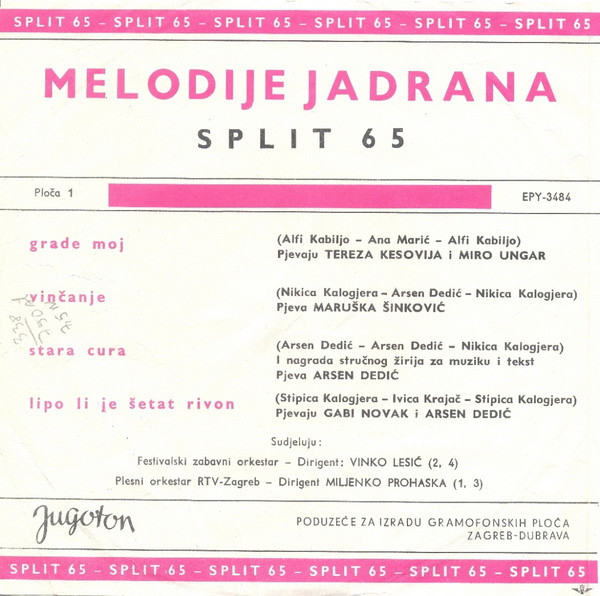 SPLIT 65 – SPLIT 65 – SPLIT 65 – SPLIT 65 – SPLIT 65 – SPLIT 65
MELODIJE JADRANA
SPLIT 65
Ploča 1
EPY-3484
grade moj
(Alfi Kabiljo – Ana Marić – Alfi Kabiljo)
Pjevaju TEREZA KESOVIJA i MIRO UNGAR
vinčanje
(Nikica Kalogjera – Arsen Dedić – Nikica Kalogjera)
Pjeva MARUŠKA ŠINKOVIĆ
stara cura
(Arsen Dedić – Arsen Dedić – Nikica Kalogjera)
I nagrada stručnog žirija za muziku i tekst
Pjeva ARSEN DEDIĆ
lipo li je šetat rivon
(Stipica Kalogjera – Ivica Krajač – Stipica Kalogjera)
Pjevaju GABI NOVAK i ARSEN DEDIĆ
Sudjeluju:
Festivalski zabavni orkestar – Dirigent: VINKO LESIĆ (2, 4)
Plesni orkestar RTV-Zagreb – Dirigent MILJENKO PROHASKA (1, 3)
Jugoton
PODUZEĆE ZA IZRADU GRAMOFONSKIH PLOČA
ZAGREB-DUBRAVA
SPLIT 65 – SPLIT 65 – SPLIT 65 – SPLIT 65 – SPLIT 65 – SPLIT 65